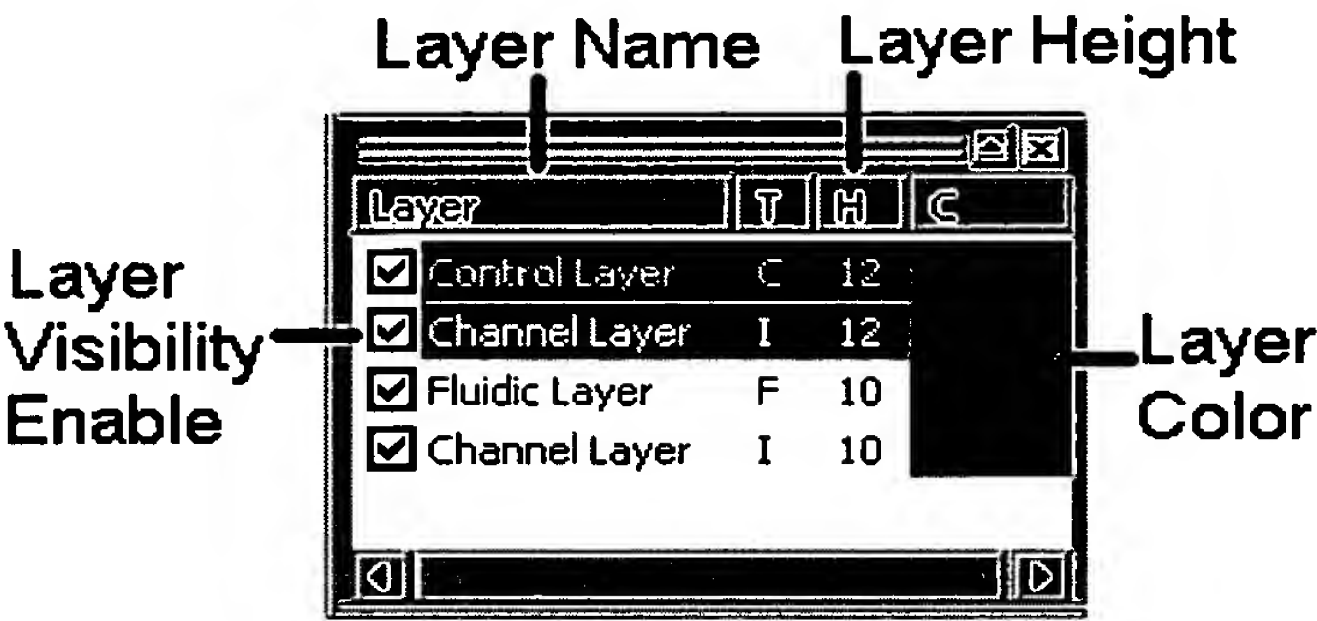 Layer Name
Layer Height
Layer T H C
Control Layer C 12
Channel Layer I 12
Fluidic Layer F 10
Channel Layer I 10
Layer
Visibility
Enable
Layer
Color